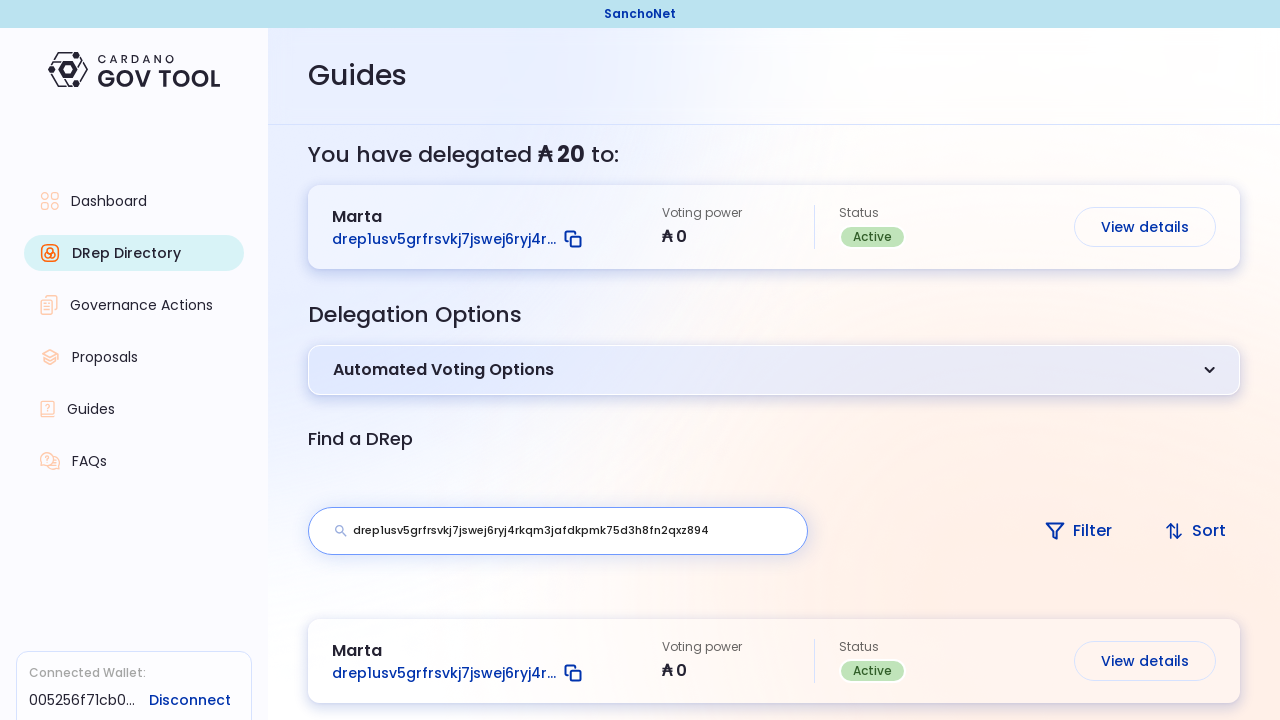 SanchoNet
CARDANO
GOV TOOL
Dashboard
DRep Directory
Governance Actions
Proposals
Guides
FAQs
Connected Wallet:
005256f71cb0... Disconnect
Guides
You have delegated ₳ 20 to:
Marta
drep1usv5grfrsvkj7jswej6ryj4r...
Voting power
₳ 0
Status
Active
View details
Delegation Options
Automated Voting Options
Find a DRep
drep1usv5grfrsvkj7jswej6ryj4rkqm3jafdkpmk75d3h8fn2qxz894
Filter
Sort
Marta
drep1usv5grfrsvkj7jswej6ryj4r...
Voting power
₳ 0
Status
Active
View details